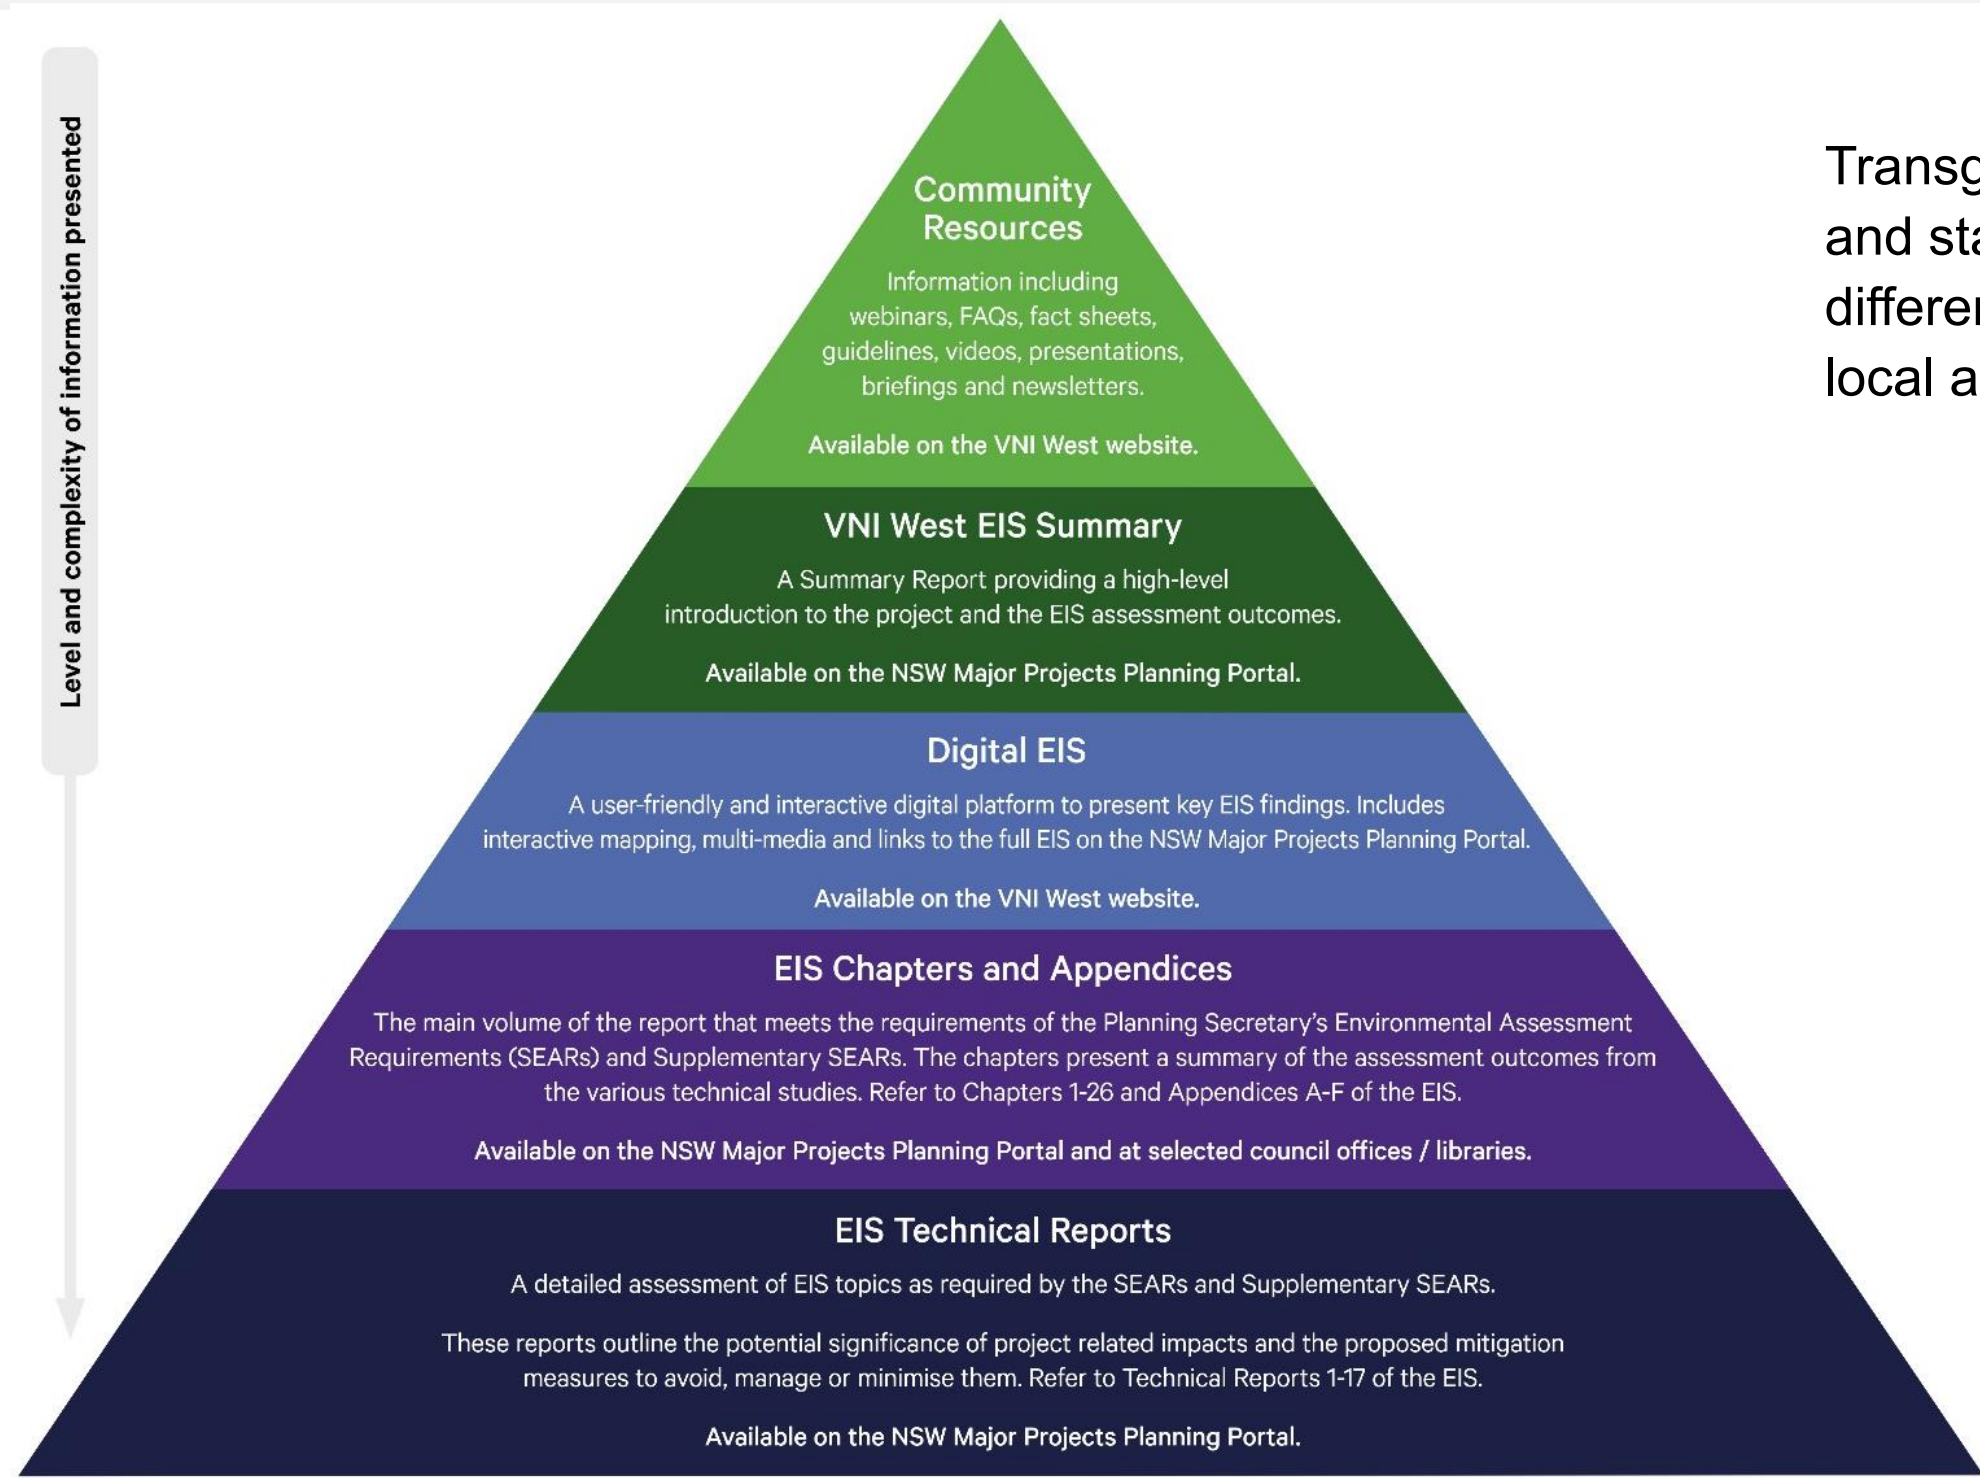 Level and complexity of information presented
Community
Resources
Information including
webinars, FAQs, fact sheets,
guidelines, videos, presentations,
briefings and newsletters.
Available on the VNI West website.
VNI West EIS Summary
A Summary Report providing a high-level
introduction to the project and the EIS assessment outcomes.
Available on the NSW Major Projects Planning Portal.
Digital EIS
A user-friendly and interactive digital platform to present key EIS findings. Includes
interactive mapping, multi-media and links to the full EIS on the NSW Major Projects Planning Portal.
Available on the VNI West website.
EIS Chapters and Appendices
The main volume of the report that meets the requirements of the Planning Secretary's Environmental Assessment
Requirements (SEARs) and Supplementary SEARs. The chapters present a summary of the assessment outcomes from
the various technical studies. Refer to Chapters 1-26 and Appendices A-F of the EIS.
Available on the NSW Major Projects Planning Portal and at selected council offices / libraries.
EIS Technical Reports
A detailed assessment of EIS topics as required by the SEARs and Supplementary SEARs.
These reports outline the potential significance of project related impacts and the proposed mitigation
measures to avoid, manage or minimise them. Refer to Technical Reports 1-17 of the EIS.
Available on the NSW Major Projects Planning Portal.
and
local